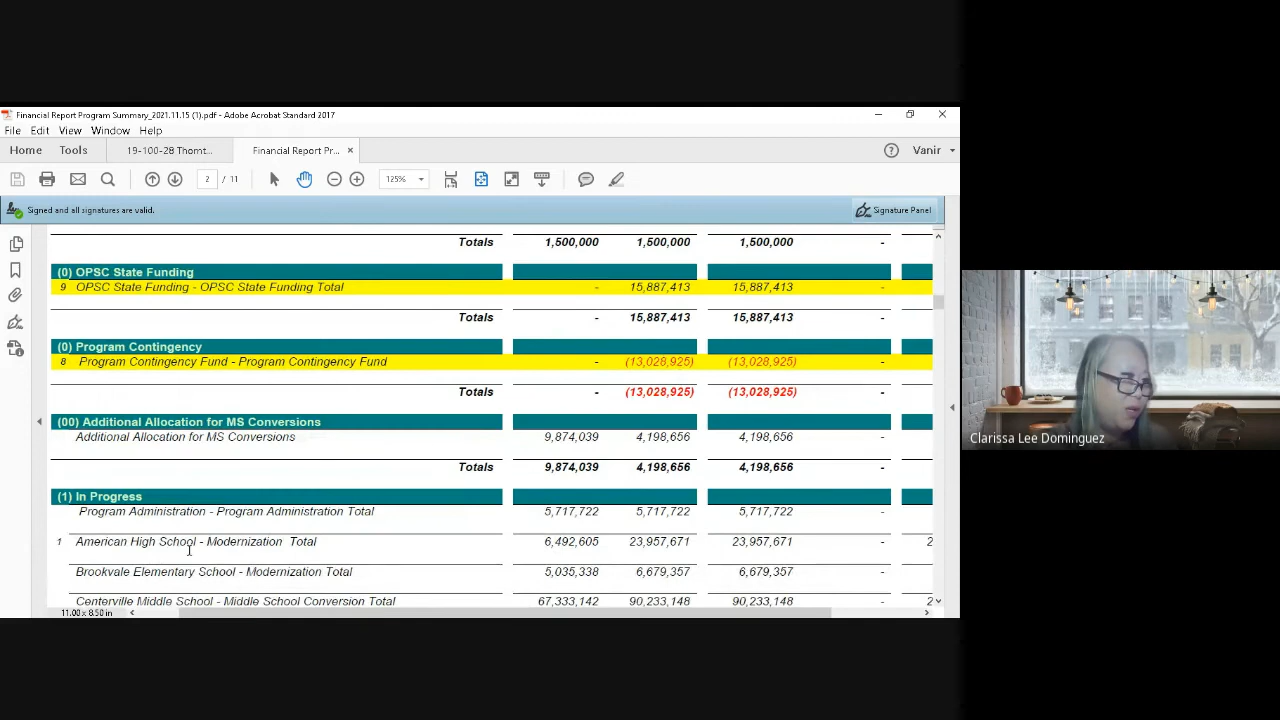 Financial Report Program Summary_2021.11.15 (1).pdf - Adobe Acrobat Standard 2017
File Edit View Window Help
Home Tools 19-100-28 Thornt... Financial Report Pr... × Vanir
2 / 11 125%
Signed and all signatures are valid. Signature Panel
Totals 1,500,000 1,500,000 1,500,000 -
(0) OPSC State Funding
9 OPSC State Funding - OPSC State Funding Total - 15,887,413 15,887,413 -
Totals - 15,887,413 15,887,413 -
(0) Program Contingency
8 Program Contingency Fund - Program Contingency Fund - (13,028,925) (13,028,925) -
Totals - (13,028,925) (13,028,925) -
(00) Additional Allocation for MS Conversions
Additional Allocation for MS Conversions 9,874,039 4,198,656 4,198,656 -
Totals 9,874,039 4,198,656 4,198,656 -
(1) In Progress
Program Administration - Program Administration Total 5,717,722 5,717,722 5,717,722 -
1 American High School - Modernization Total 6,492,605 23,957,671 23,957,671 - 2
Brookvale Elementary School - Modernization Total 5,035,338 6,679,357 6,679,357 -
Centerville Middle School - Middle School Conversion Total 67,333,142 90,233,148 90,233,148 - 2
11.00 x 8.50 in
Clarissa Lee Dominguez